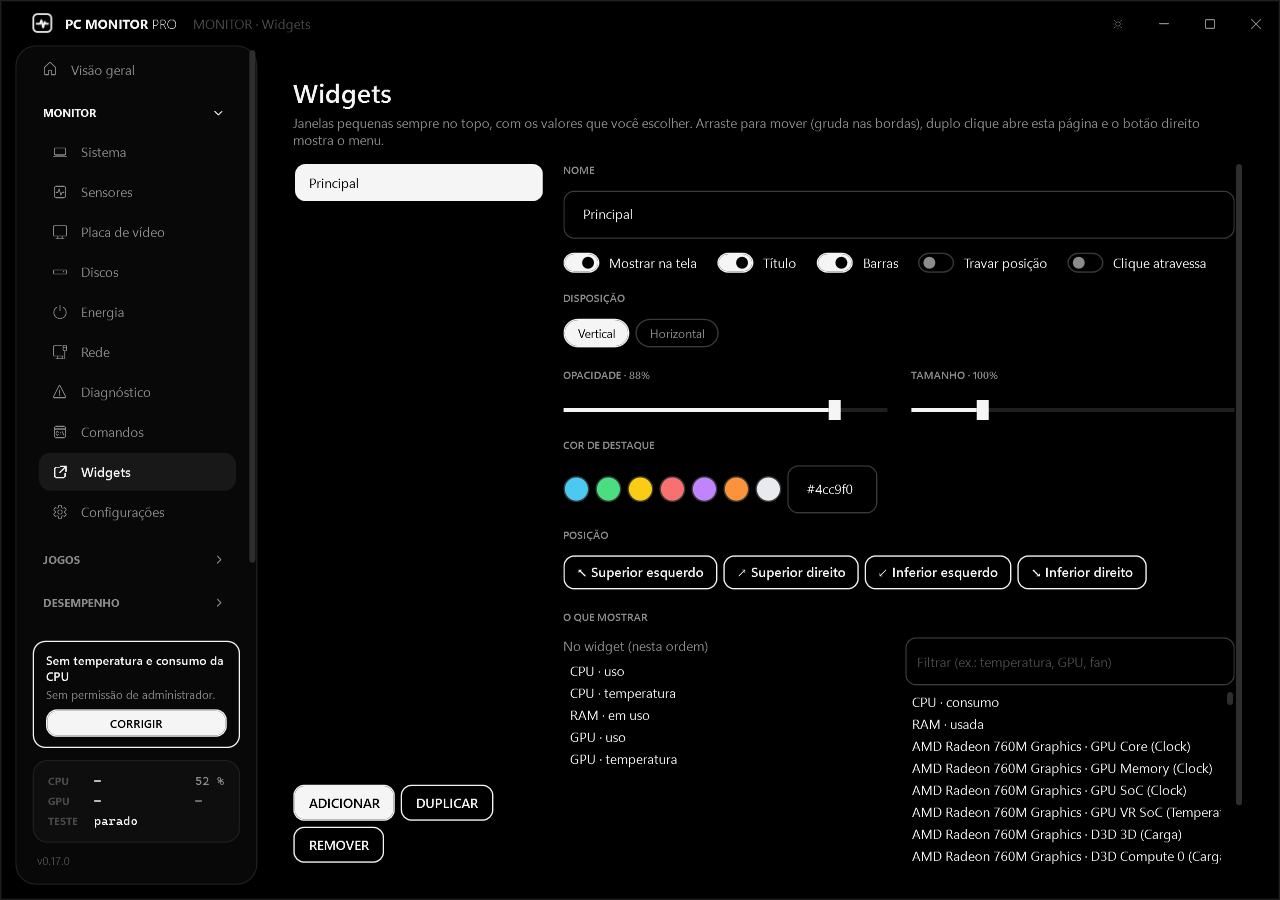 PC MONITOR PRO MONITOR · Widgets
Visão geral
MONITOR
Sistema
Sensores
Placa de vídeo
Discos
Energia
Rede
Diagnóstico
Comandos
Widgets
Configurações
JOGOS
DESEMPENHO
Sem temperatura e consumo da
CPU
Sem permissão de administrador.
CORRIGIR
CPU – 52 %
GPU – –
TESTE parado
v0.17.0
Widgets
Janelas pequenas sempre no topo, com os valores que você escolher. Arraste para mover (gruda nas bordas), duplo clique abre esta página e o botão direito
mostra o menu.
Principal
ADICIONAR DUPLICAR
REMOVER
NOME
Principal
Mostrar na tela Título Barras Travar posição Clique atravessa
DISPOSIÇÃO
Vertical Horizontal
OPACIDADE · 88% TAMANHO · 100%
COR DE DESTAQUE
#4cc9f0
POSIÇÃO
↖ Superior esquerdo ↗ Superior direito ↙ Inferior esquerdo ↘ Inferior direito
O QUE MOSTRAR
No widget (nesta ordem)
CPU · uso
CPU · temperatura
RAM · em uso
GPU · uso
GPU · temperatura
Filtrar (ex.: temperatura, GPU, fan)
CPU · consumo
RAM · usada
AMD Radeon 760M Graphics · GPU Core (Clock)
AMD Radeon 760M Graphics · GPU Memory (Clock)
AMD Radeon 760M Graphics · GPU SoC (Clock)
AMD Radeon 760M Graphics · GPU VR SoC (Tempera
AMD Radeon 760M Graphics · D3D 3D (Carga)
AMD Radeon 760M Graphics · D3D Compute 0 (Carg